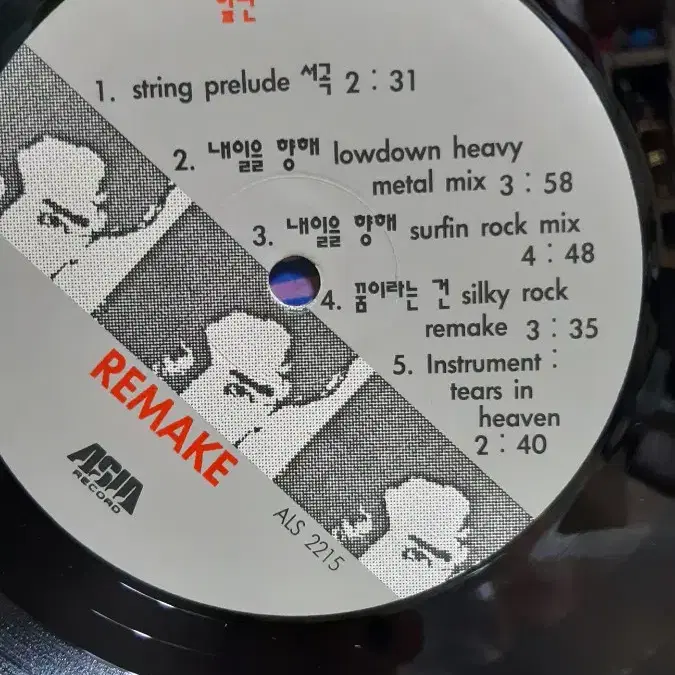 1. string prelude 서곡 2 : 31
2. 내일을 향해 lowdown heavy
metal mix 3 : 58
3. 내일을 향해 surfin rock mix
4 : 48
4. 꿈이라는 건 silky rock
remake 3 : 35
5. Instrument :
tears in
heaven
2 : 40
REMAKE
ASIA
RECORD
ALS 2215